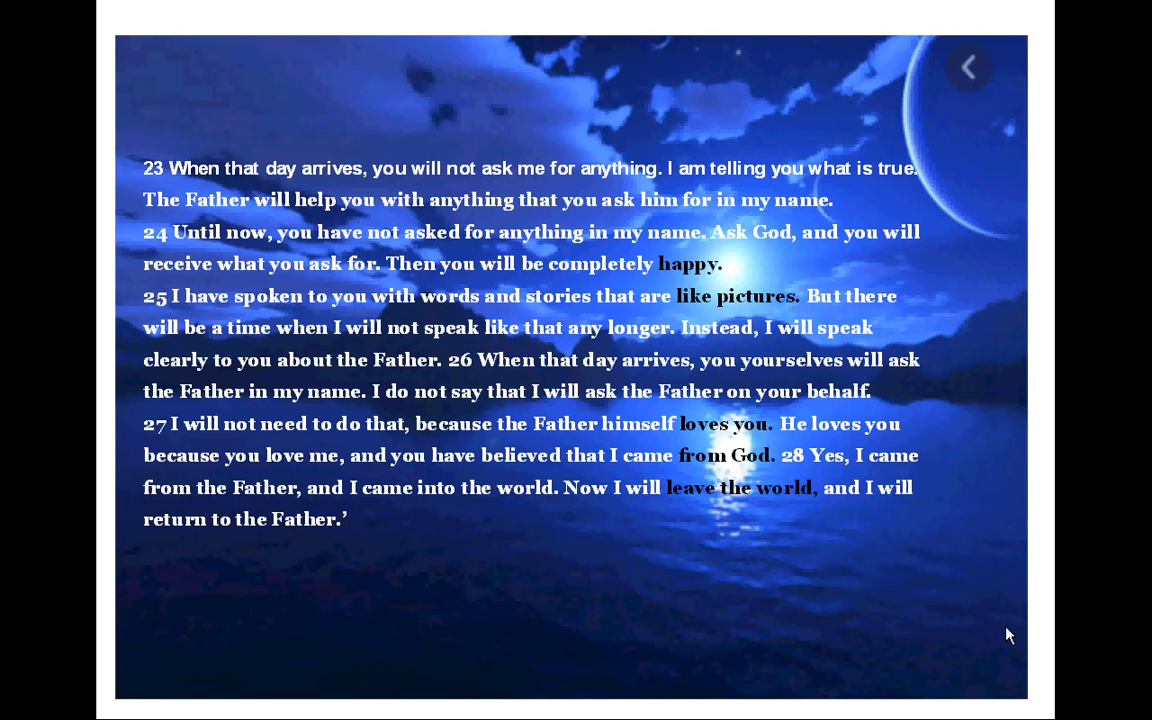 23 When that day arrives, you will not ask me for anything. I am telling you what is true.
The Father will help you with anything that you ask him for in my name.
24 Until now, you have not asked for anything in my name. Ask God, and you will
receive what you ask for. Then you will be completely happy.
25 I have spoken to you with words and stories that are like pictures. But there
will be a time when I will not speak like that any longer. Instead, I will speak
clearly to you about the Father. 26 When that day arrives, you yourselves will ask
the Father in my name. I do not say that I will ask the Father on your behalf.
27 I will not need to do that, because the Father himself loves you. He loves you
because you love me, and you have believed that I came from God. 28 Yes, I came
from the Father, and I came into the world. Now I will leave the world, and I will
return to the Father.’